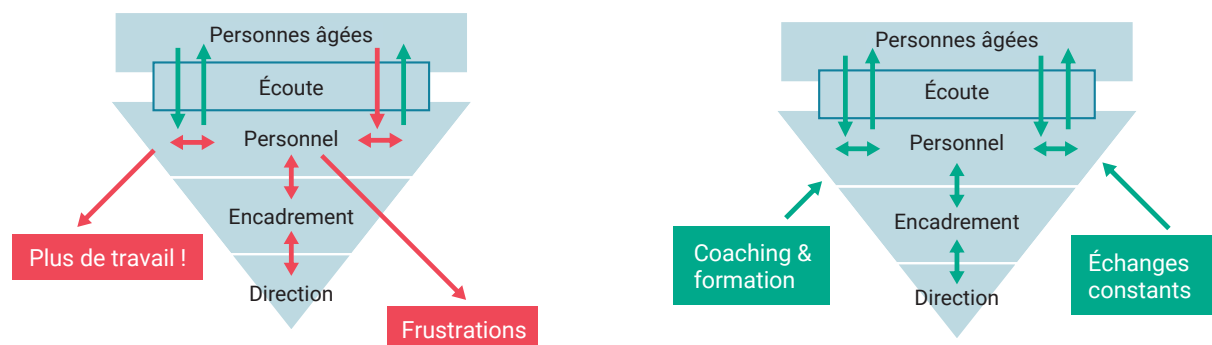 Personnes âgées
Écoute
Personnel
Encadrement
Direction
Plus de travail !
Frustrations
Personnes âgées
Écoute
Personnel
Encadrement
Direction
Coaching &
formation
Échanges
constants